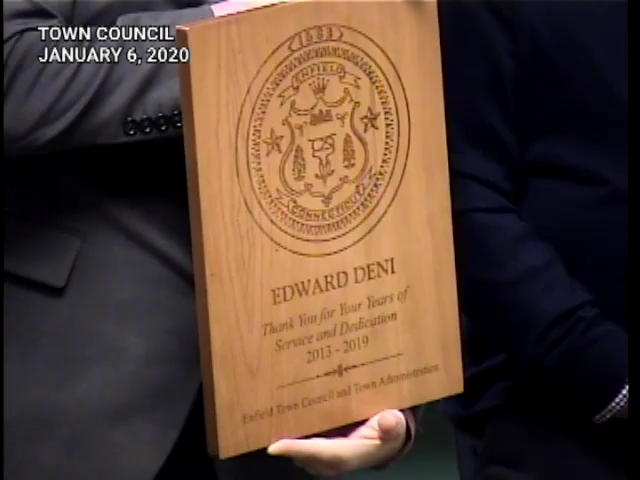 TOWN COUNCIL
JANUARY 6, 2020
1683
ENFIELD
CONNECTICUT
EDWARD DENI
Thank You for Your Years of
Service and Dedication
2013 - 2019
Enfield Town Council and Town Administration